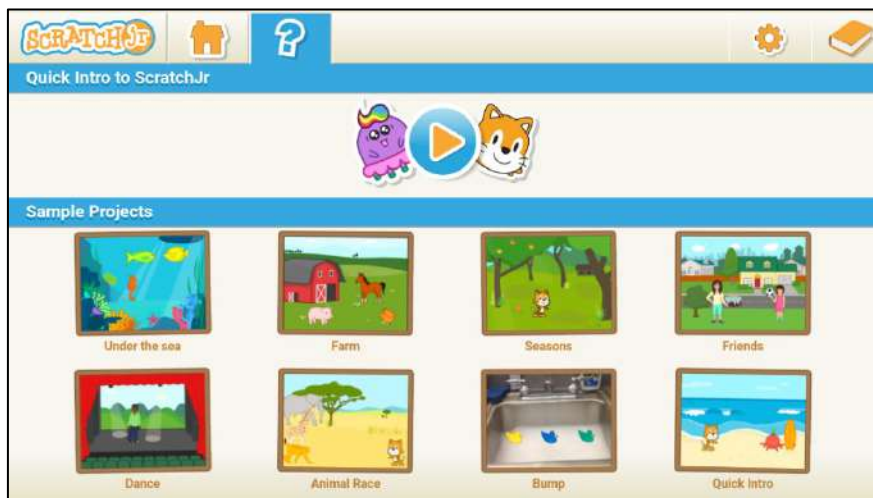 SCRATCHJr
Quick Intro to ScratchJr
Sample Projects
Under the sea
Farm
Seasons
Friends
Dance
Animal Race
Bump
Quick Intro